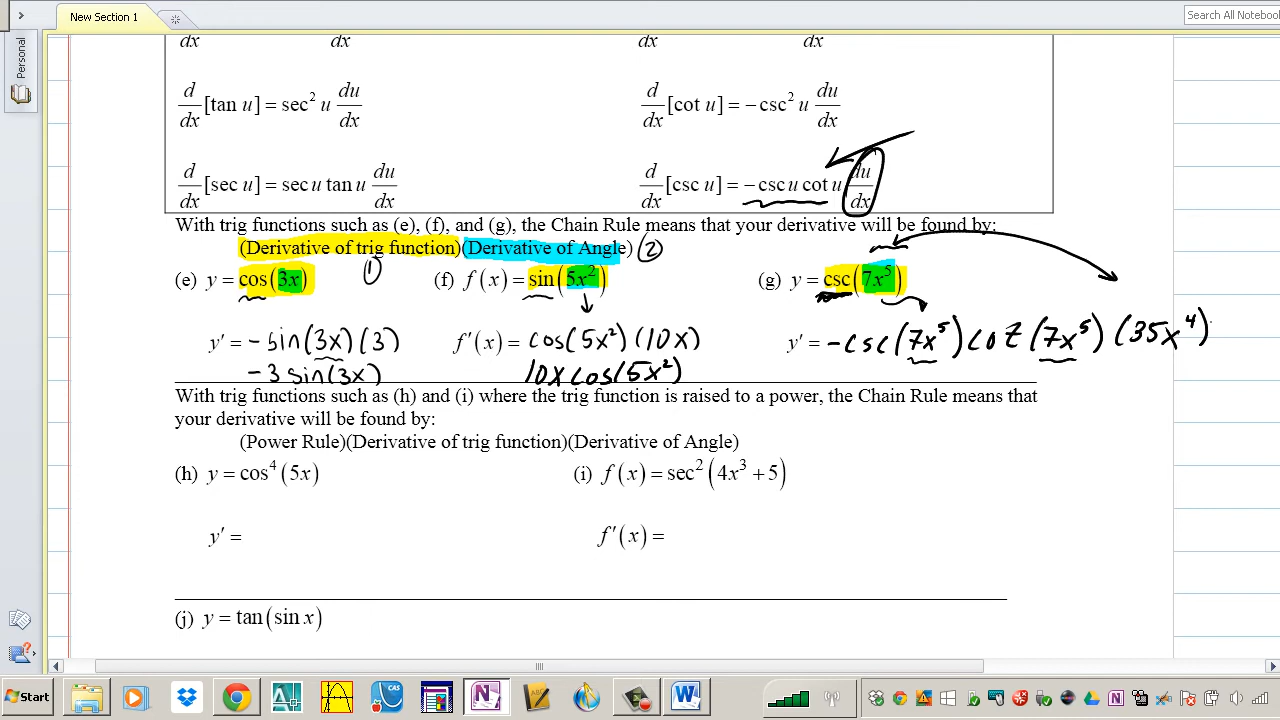 New Section 1
Search All Notebook
Personal
dx dx dx dx
d/dx [tan u] = sec² u du/dx d/dx [cot u] = −csc² u du/dx
d/dx [sec u] = sec u tan u du/dx d/dx [csc u] = −csc u cot u du/dx
With trig functions such as (e), (f), and (g), the Chain Rule means that your derivative will be found by:
(Derivative of trig function)(Derivative of Angle) ②
①
(e) y = cos(3x) (f) f(x) = sin(5x²) (g) y = csc(7x⁵)
y′ = −sin(3x)(3) f′(x) = cos(5x²)(10x) y′ = −csc(7x⁵)cot(7x⁵)(35x⁴)
−3 sin(3x) 10x cos(5x²)
With trig functions such as (h) and (i) where the trig function is raised to a power, the Chain Rule means that
your derivative will be found by:
(Power Rule)(Derivative of trig function)(Derivative of Angle)
(h) y = cos⁴(5x) (i) f(x) = sec²(4x³ + 5)
y′ = f′(x) =
(j) y = tan(sin x)
Start